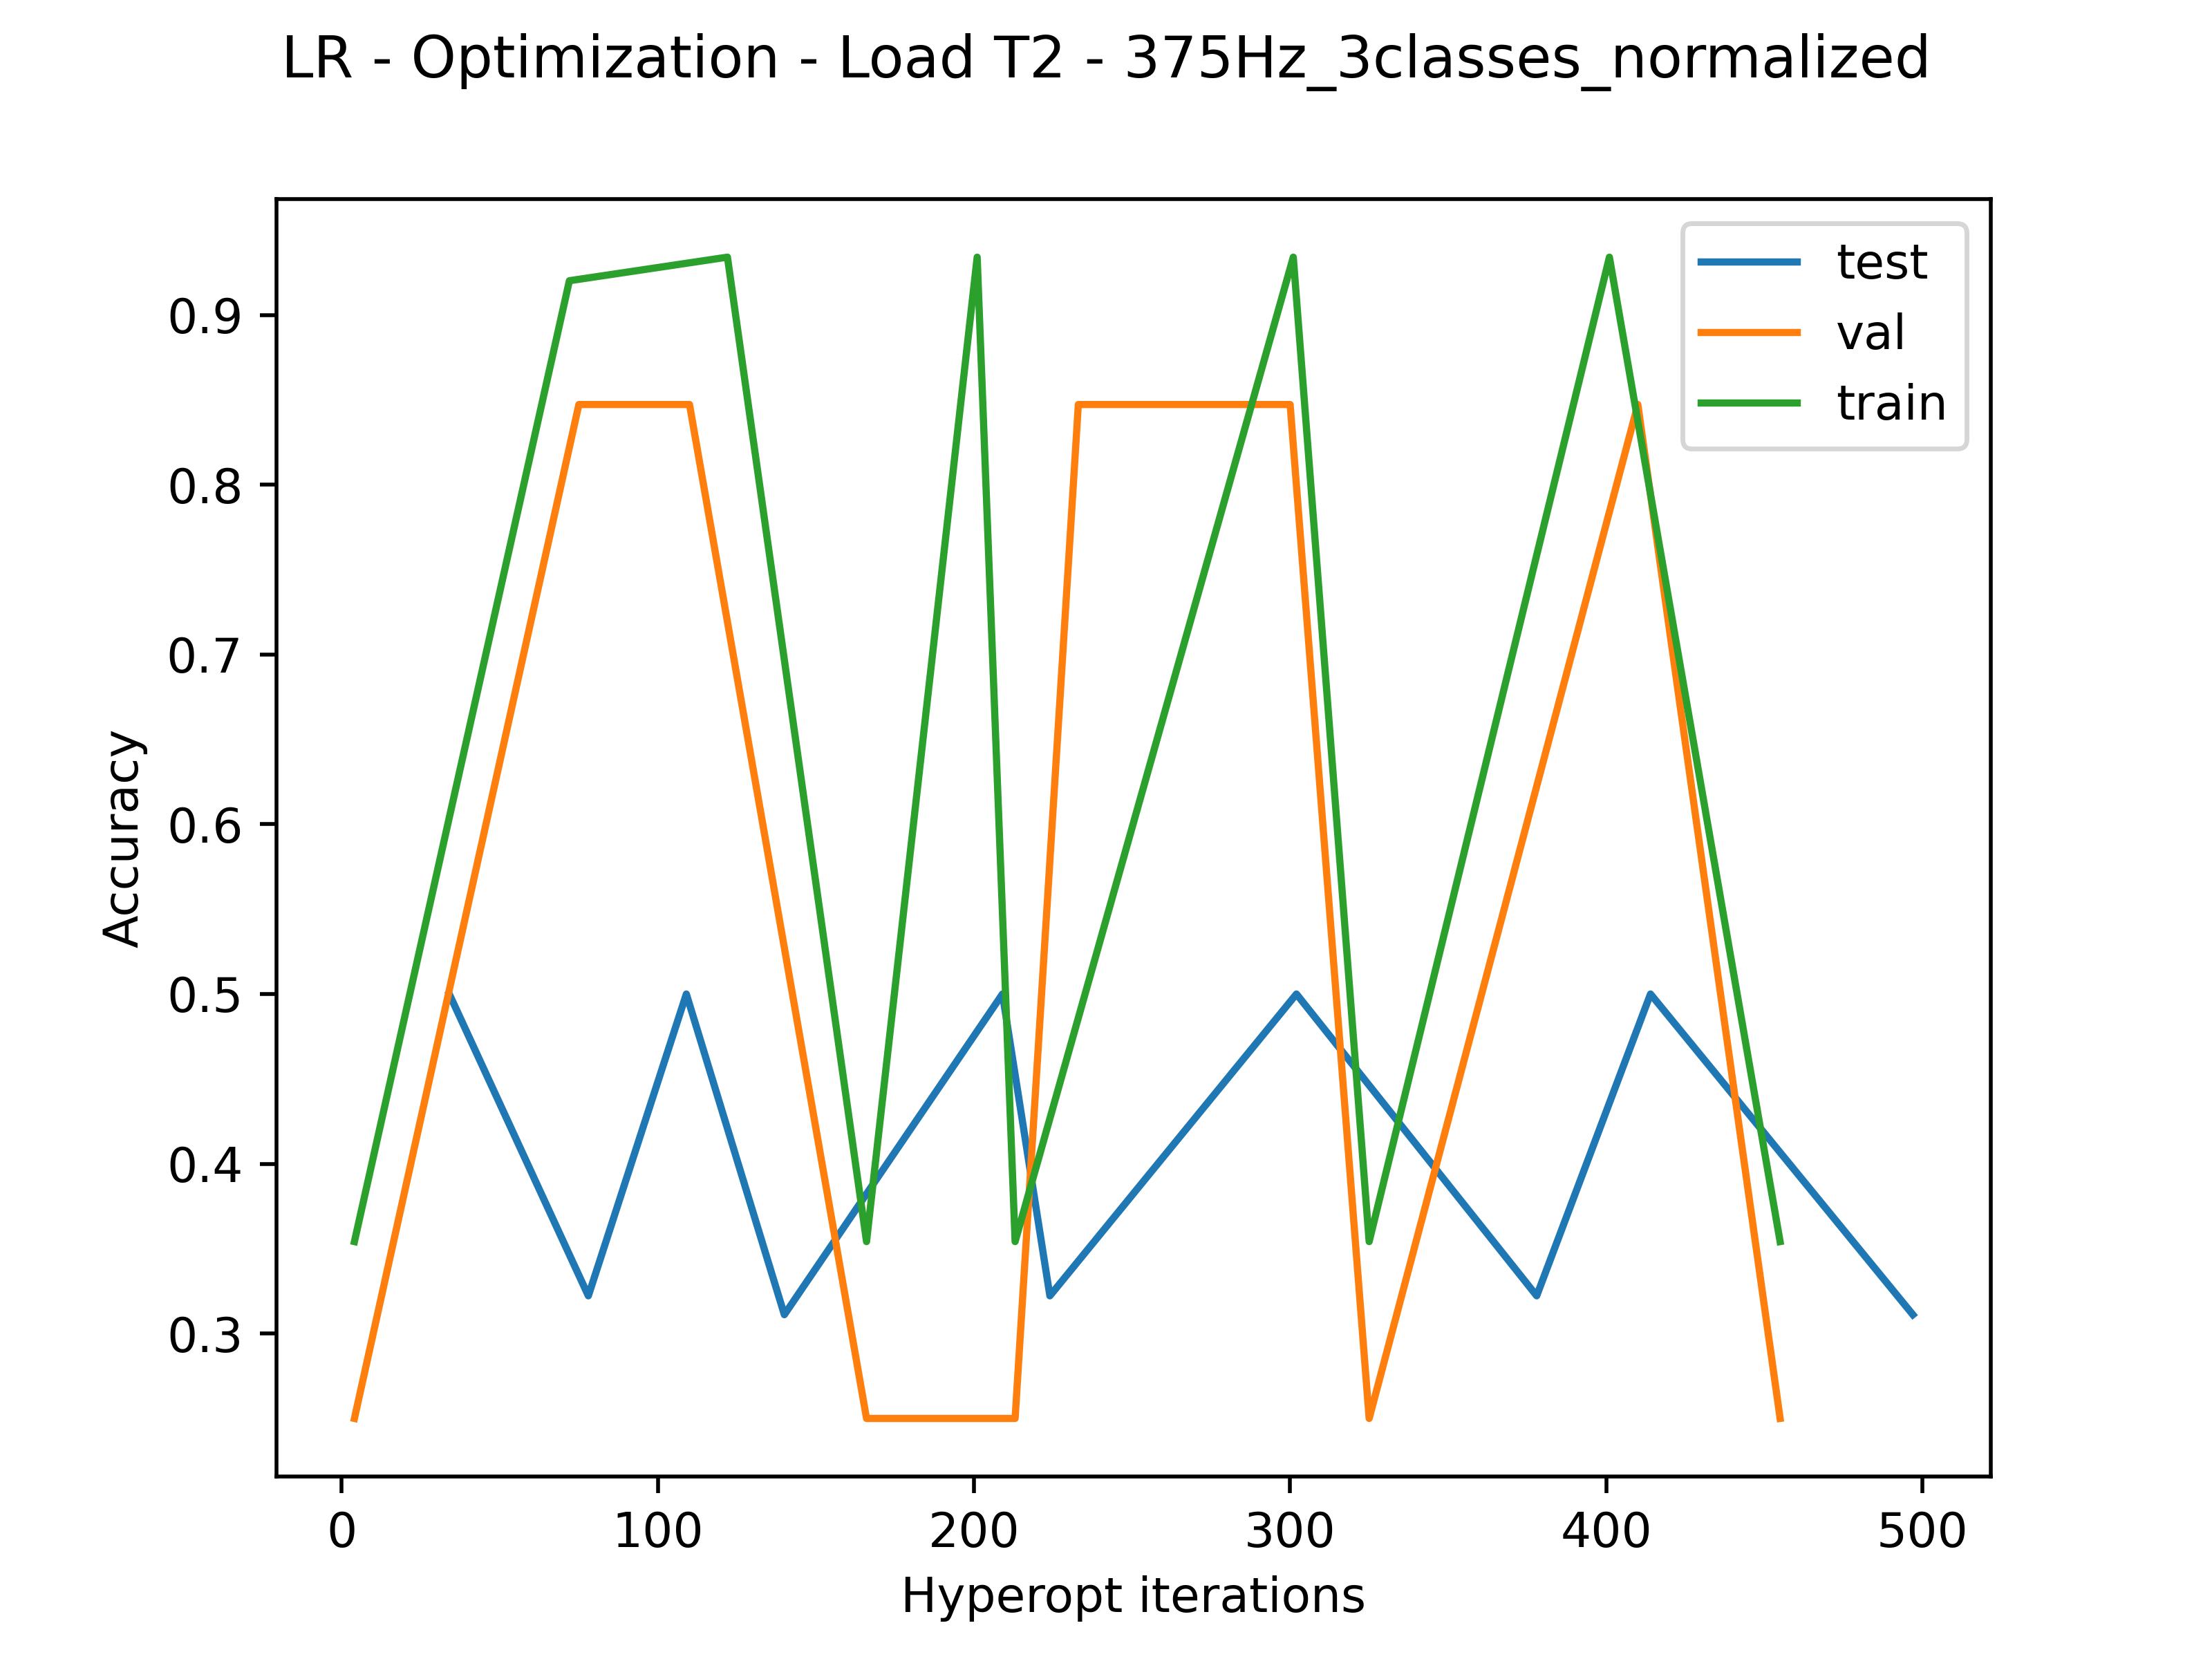 LR - Optimization - Load T2 - 375Hz_3classes_normalized
test
val
train
0.9
0.8
0.7
0.6
0.5
0.4
0.3
Accuracy
0 100 200 300 400 500
Hyperopt iterations